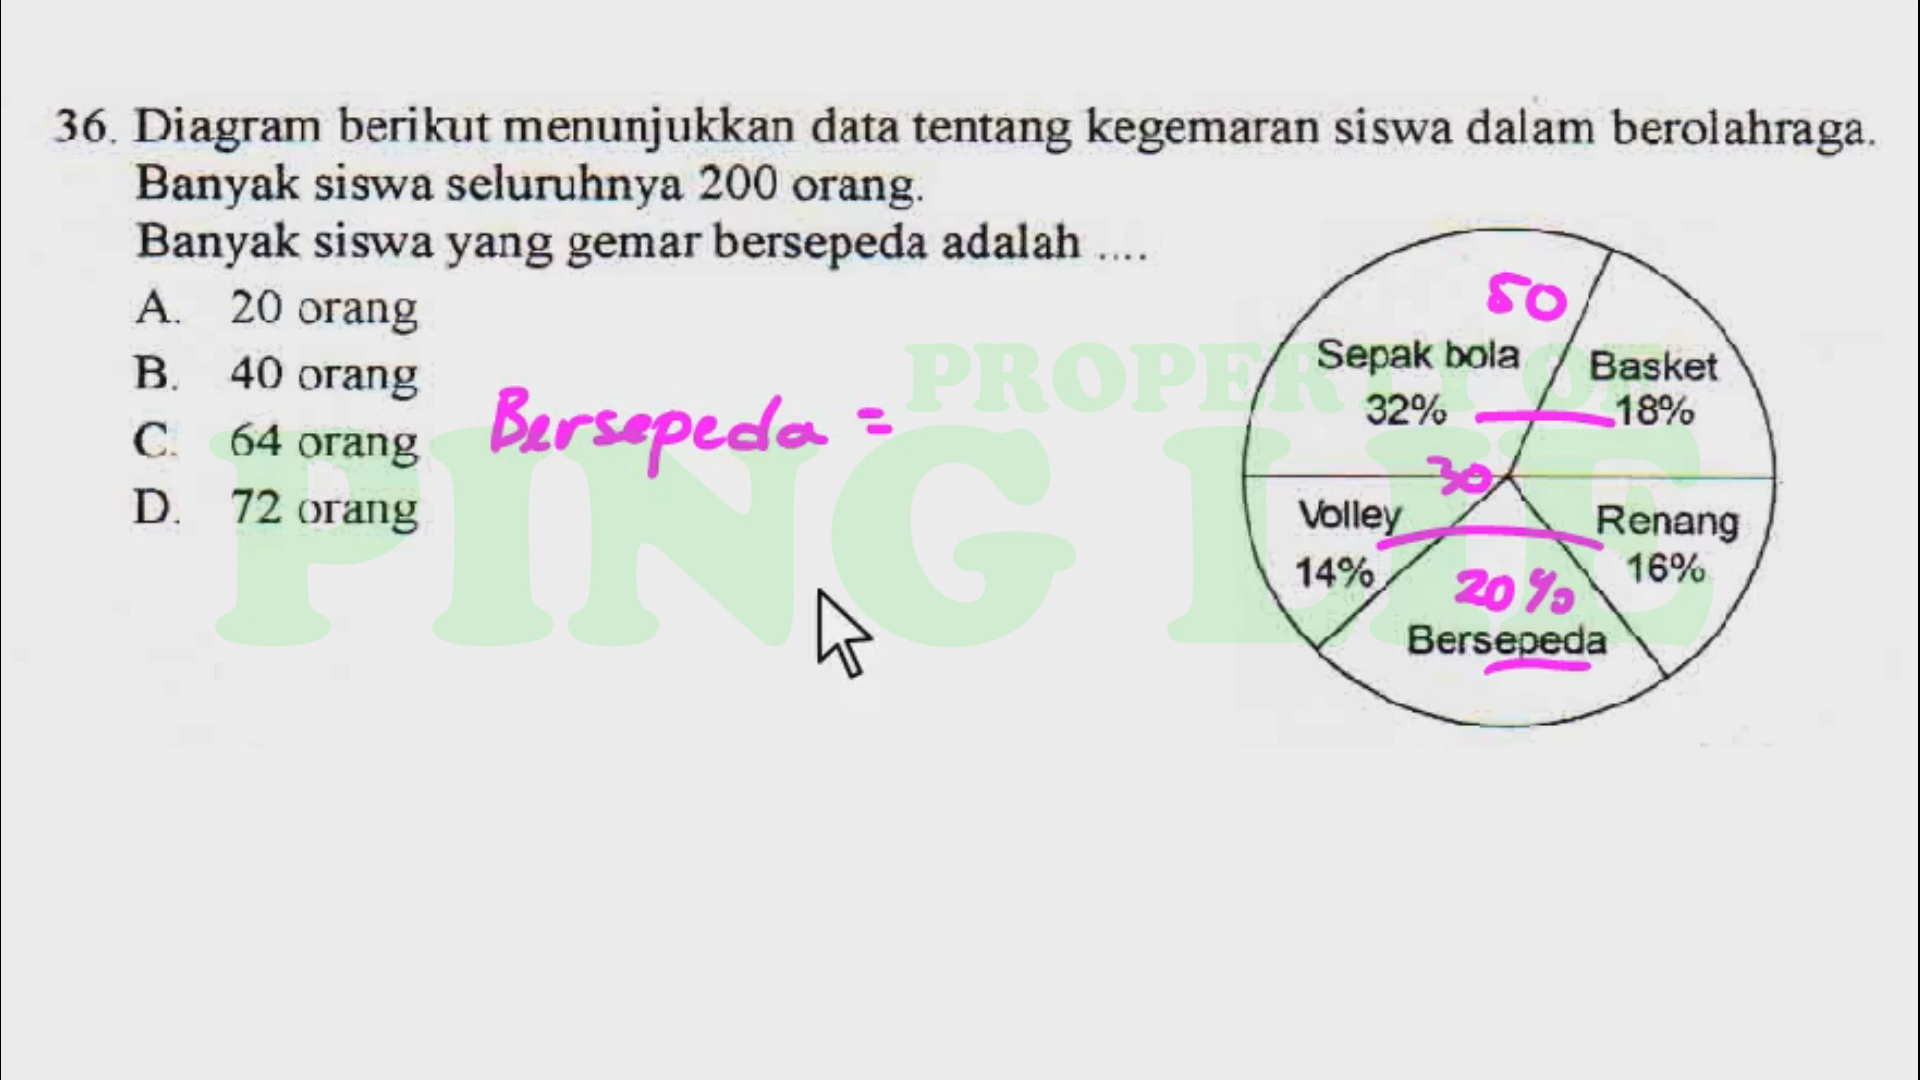 36. Diagram berikut menunjukkan data tentang kegemaran siswa dalam berolahraga.
Banyak siswa seluruhnya 200 orang.
Banyak siswa yang gemar bersepeda adalah ....
A. 20 orang
B. 40 orang
C. 64 orang
D. 72 orang
Bersepeda =
50
Sepak bola
32%
Basket
18%
30
Volley
14%
Renang
16%
20%
Bersepeda
PROPERTY OF
PING LIE